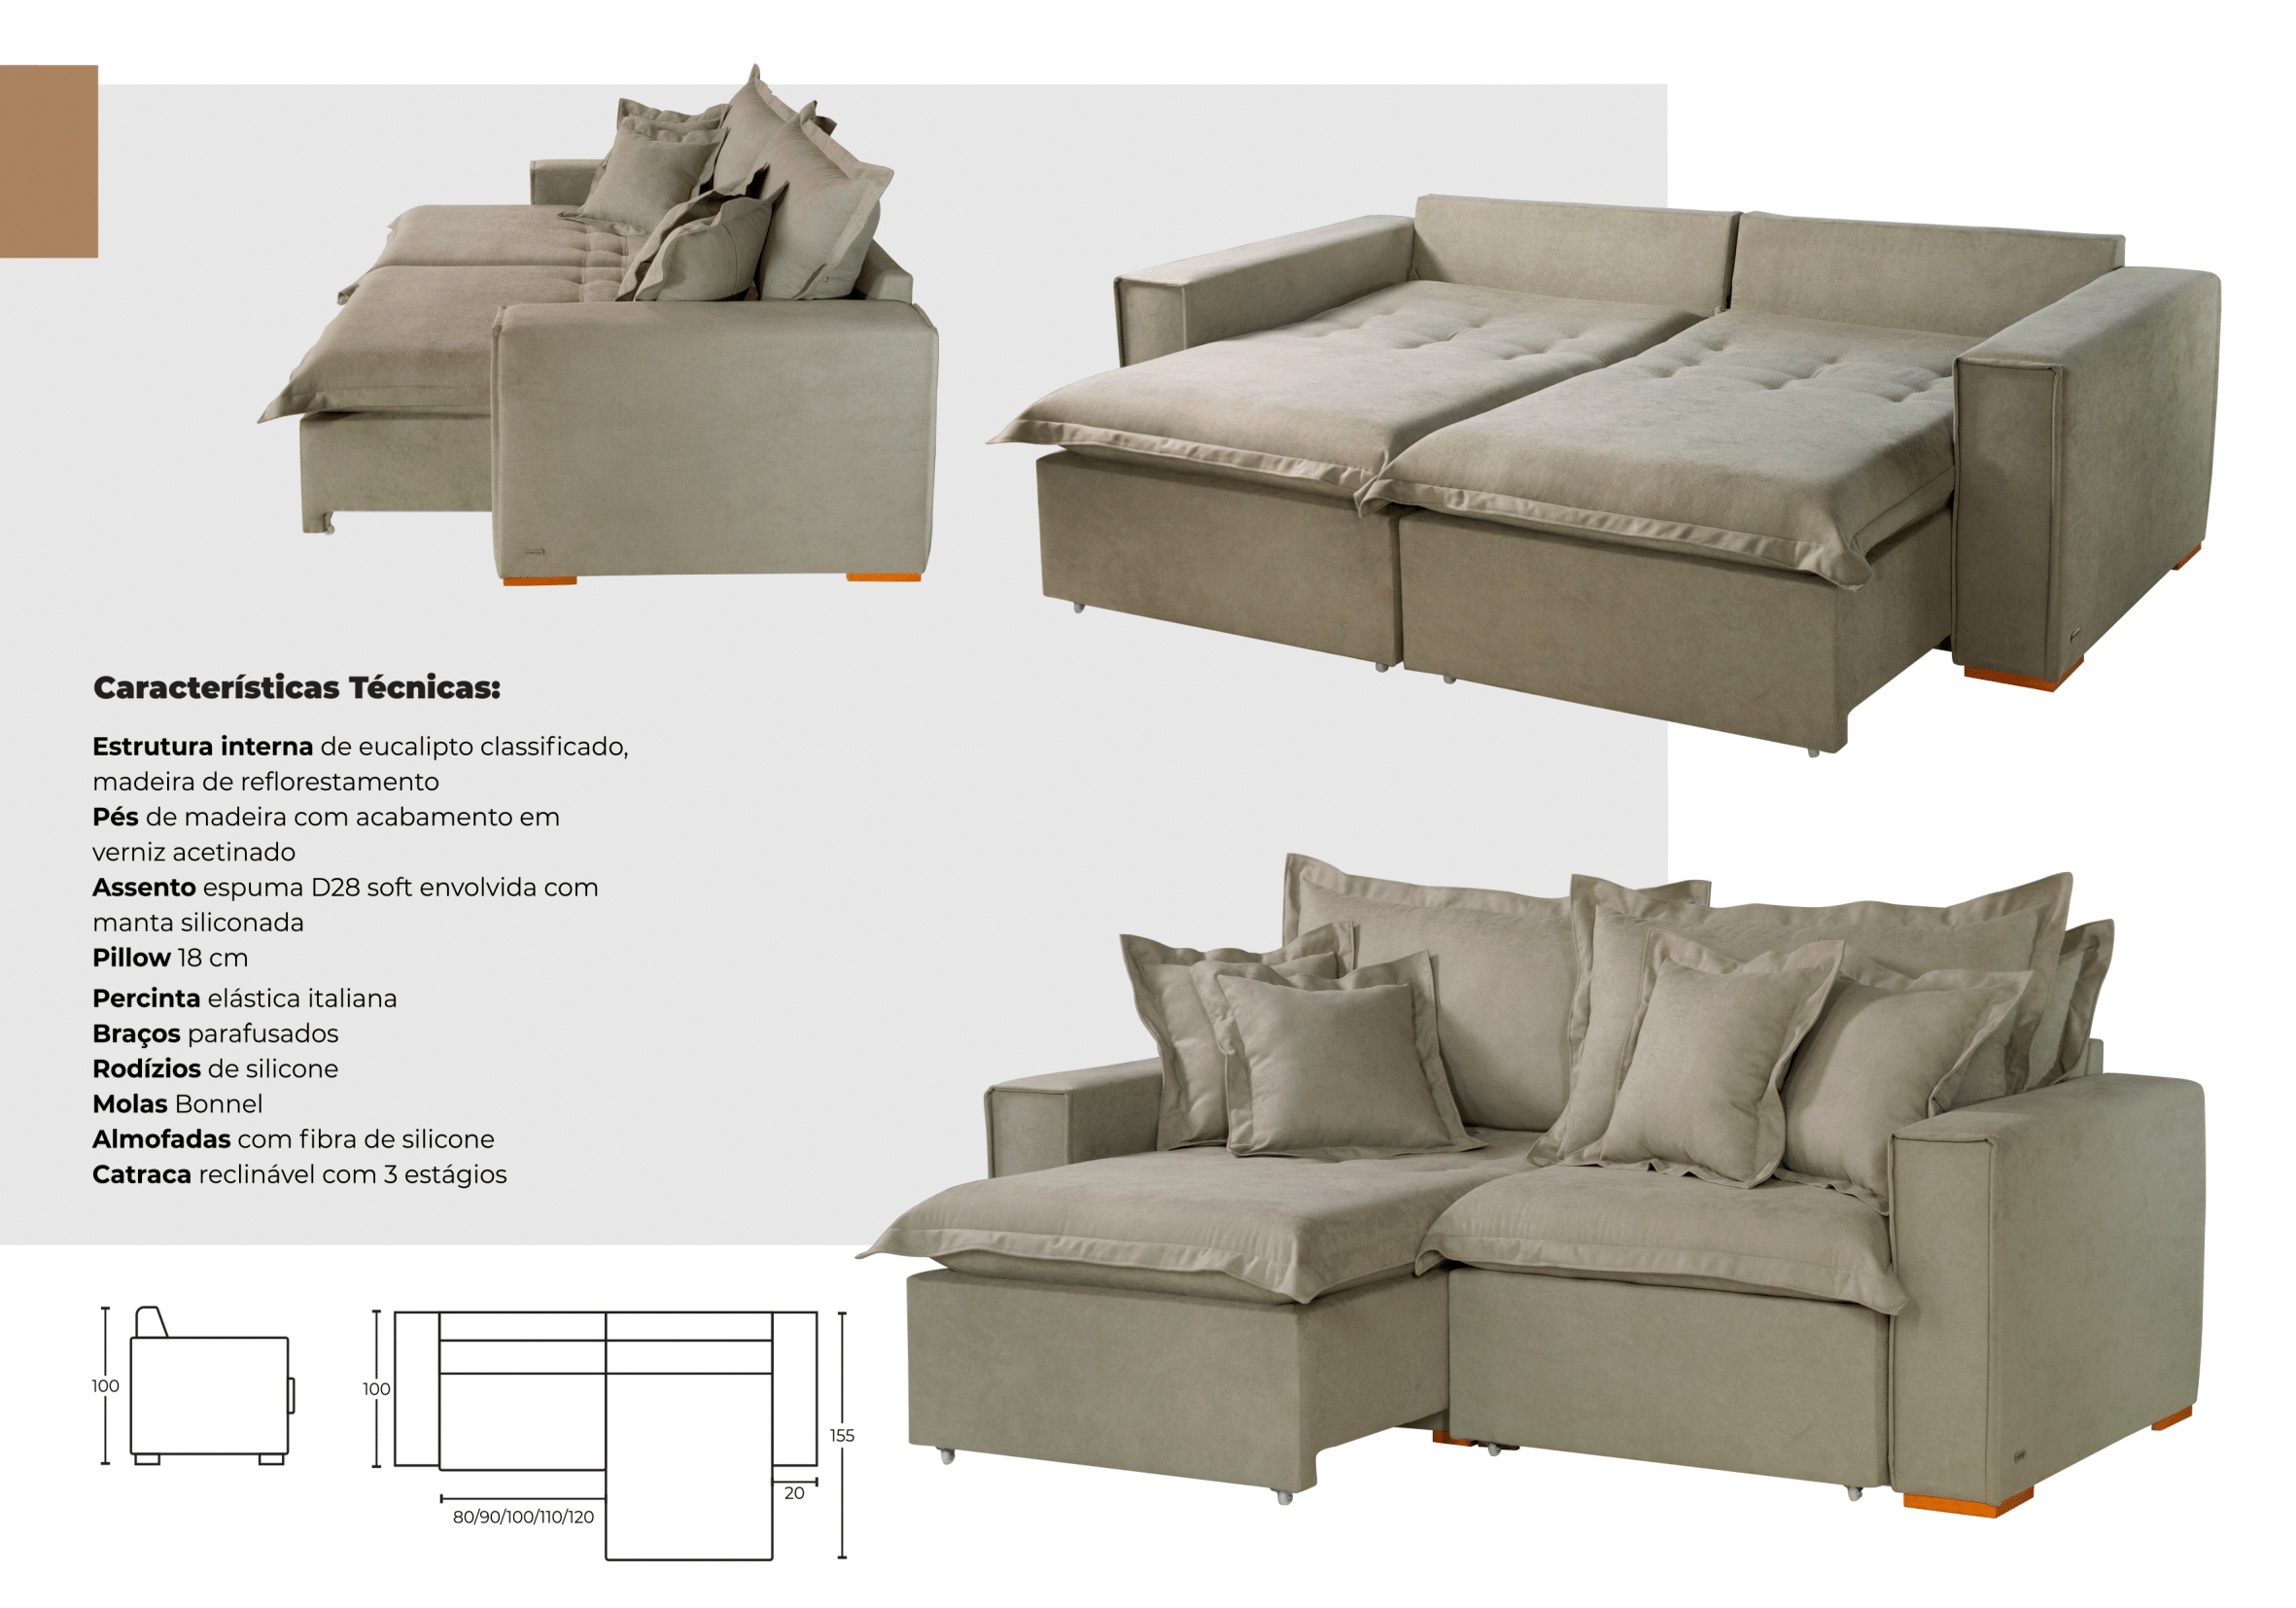 Características Técnicas:
Estrutura interna de eucalipto classificado,
madeira de reflorestamento
Pés de madeira com acabamento em
verniz acetinado
Assento espuma D28 soft envolvida com
manta siliconada
Pillow 18 cm
Percinta elástica italiana
Braços parafusados
Rodízios de silicone
Molas Bonnel
Almofadas com fibra de silicone
Catraca reclinável com 3 estágios
100
100
155
20
80/90/100/110/120